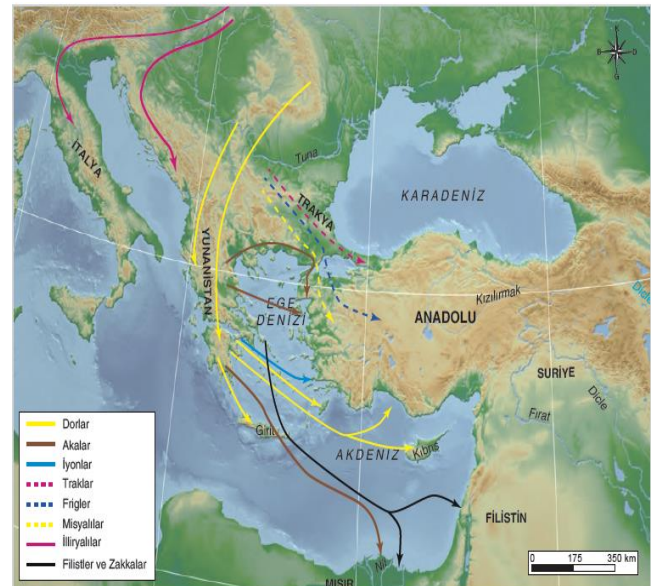 K
B
D
G
İTALYA
Tuna
KARADENİZ
TRAKYA
YUNANİSTAN
EGE
DENİZİ
Kızılırmak
ANADOLU
SURİYE
Dicle
Fırat
Girit
AKDENİZ
Kıbrıs
FİLİSTİN
Nil
MISIR
Dorlar
Akalar
İyonlar
Traklar
Frigler
Misyalılar
İlliryalılar
Filistler ve Zakkalar
0 175 350 km